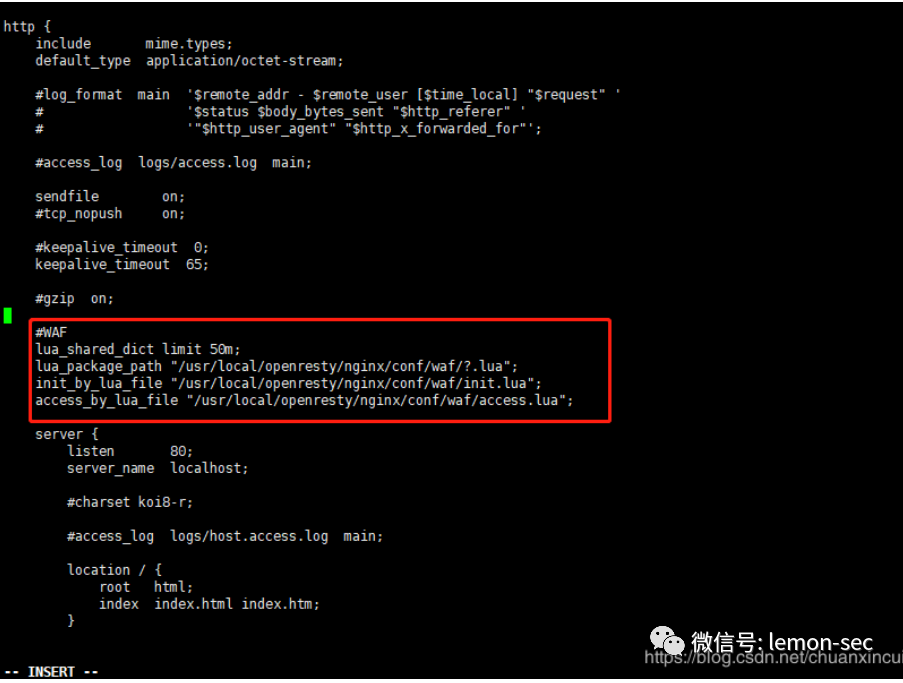 http {
    include       mime.types;
    default_type  application/octet-stream;
    #log_format  main  '$remote_addr - $remote_user [$time_local] "$request" '
    #                  '$status $body_bytes_sent "$http_referer" '
    #                  '"$http_user_agent" "$http_x_forwarded_for"';
    #access_log  logs/access.log  main;
    sendfile        on;
    #tcp_nopush     on;
    #keepalive_timeout  0;
    keepalive_timeout  65;
    #gzip  on;
    #WAF
    lua_shared_dict limit 50m;
    lua_package_path "/usr/local/openresty/nginx/conf/waf/?.lua";
    init_by_lua_file "/usr/local/openresty/nginx/conf/waf/init.lua";
    access_by_lua_file "/usr/local/openresty/nginx/conf/waf/access.lua";
    server {
        listen       80;
        server_name  localhost;
        #charset koi8-r;
        #access_log  logs/host.access.log  main;
        location / {
            root   html;
            index  index.html index.htm;
        }
微信号: lemon-sec
https://blog.csdn.net/chuanxincui
-- INSERT --